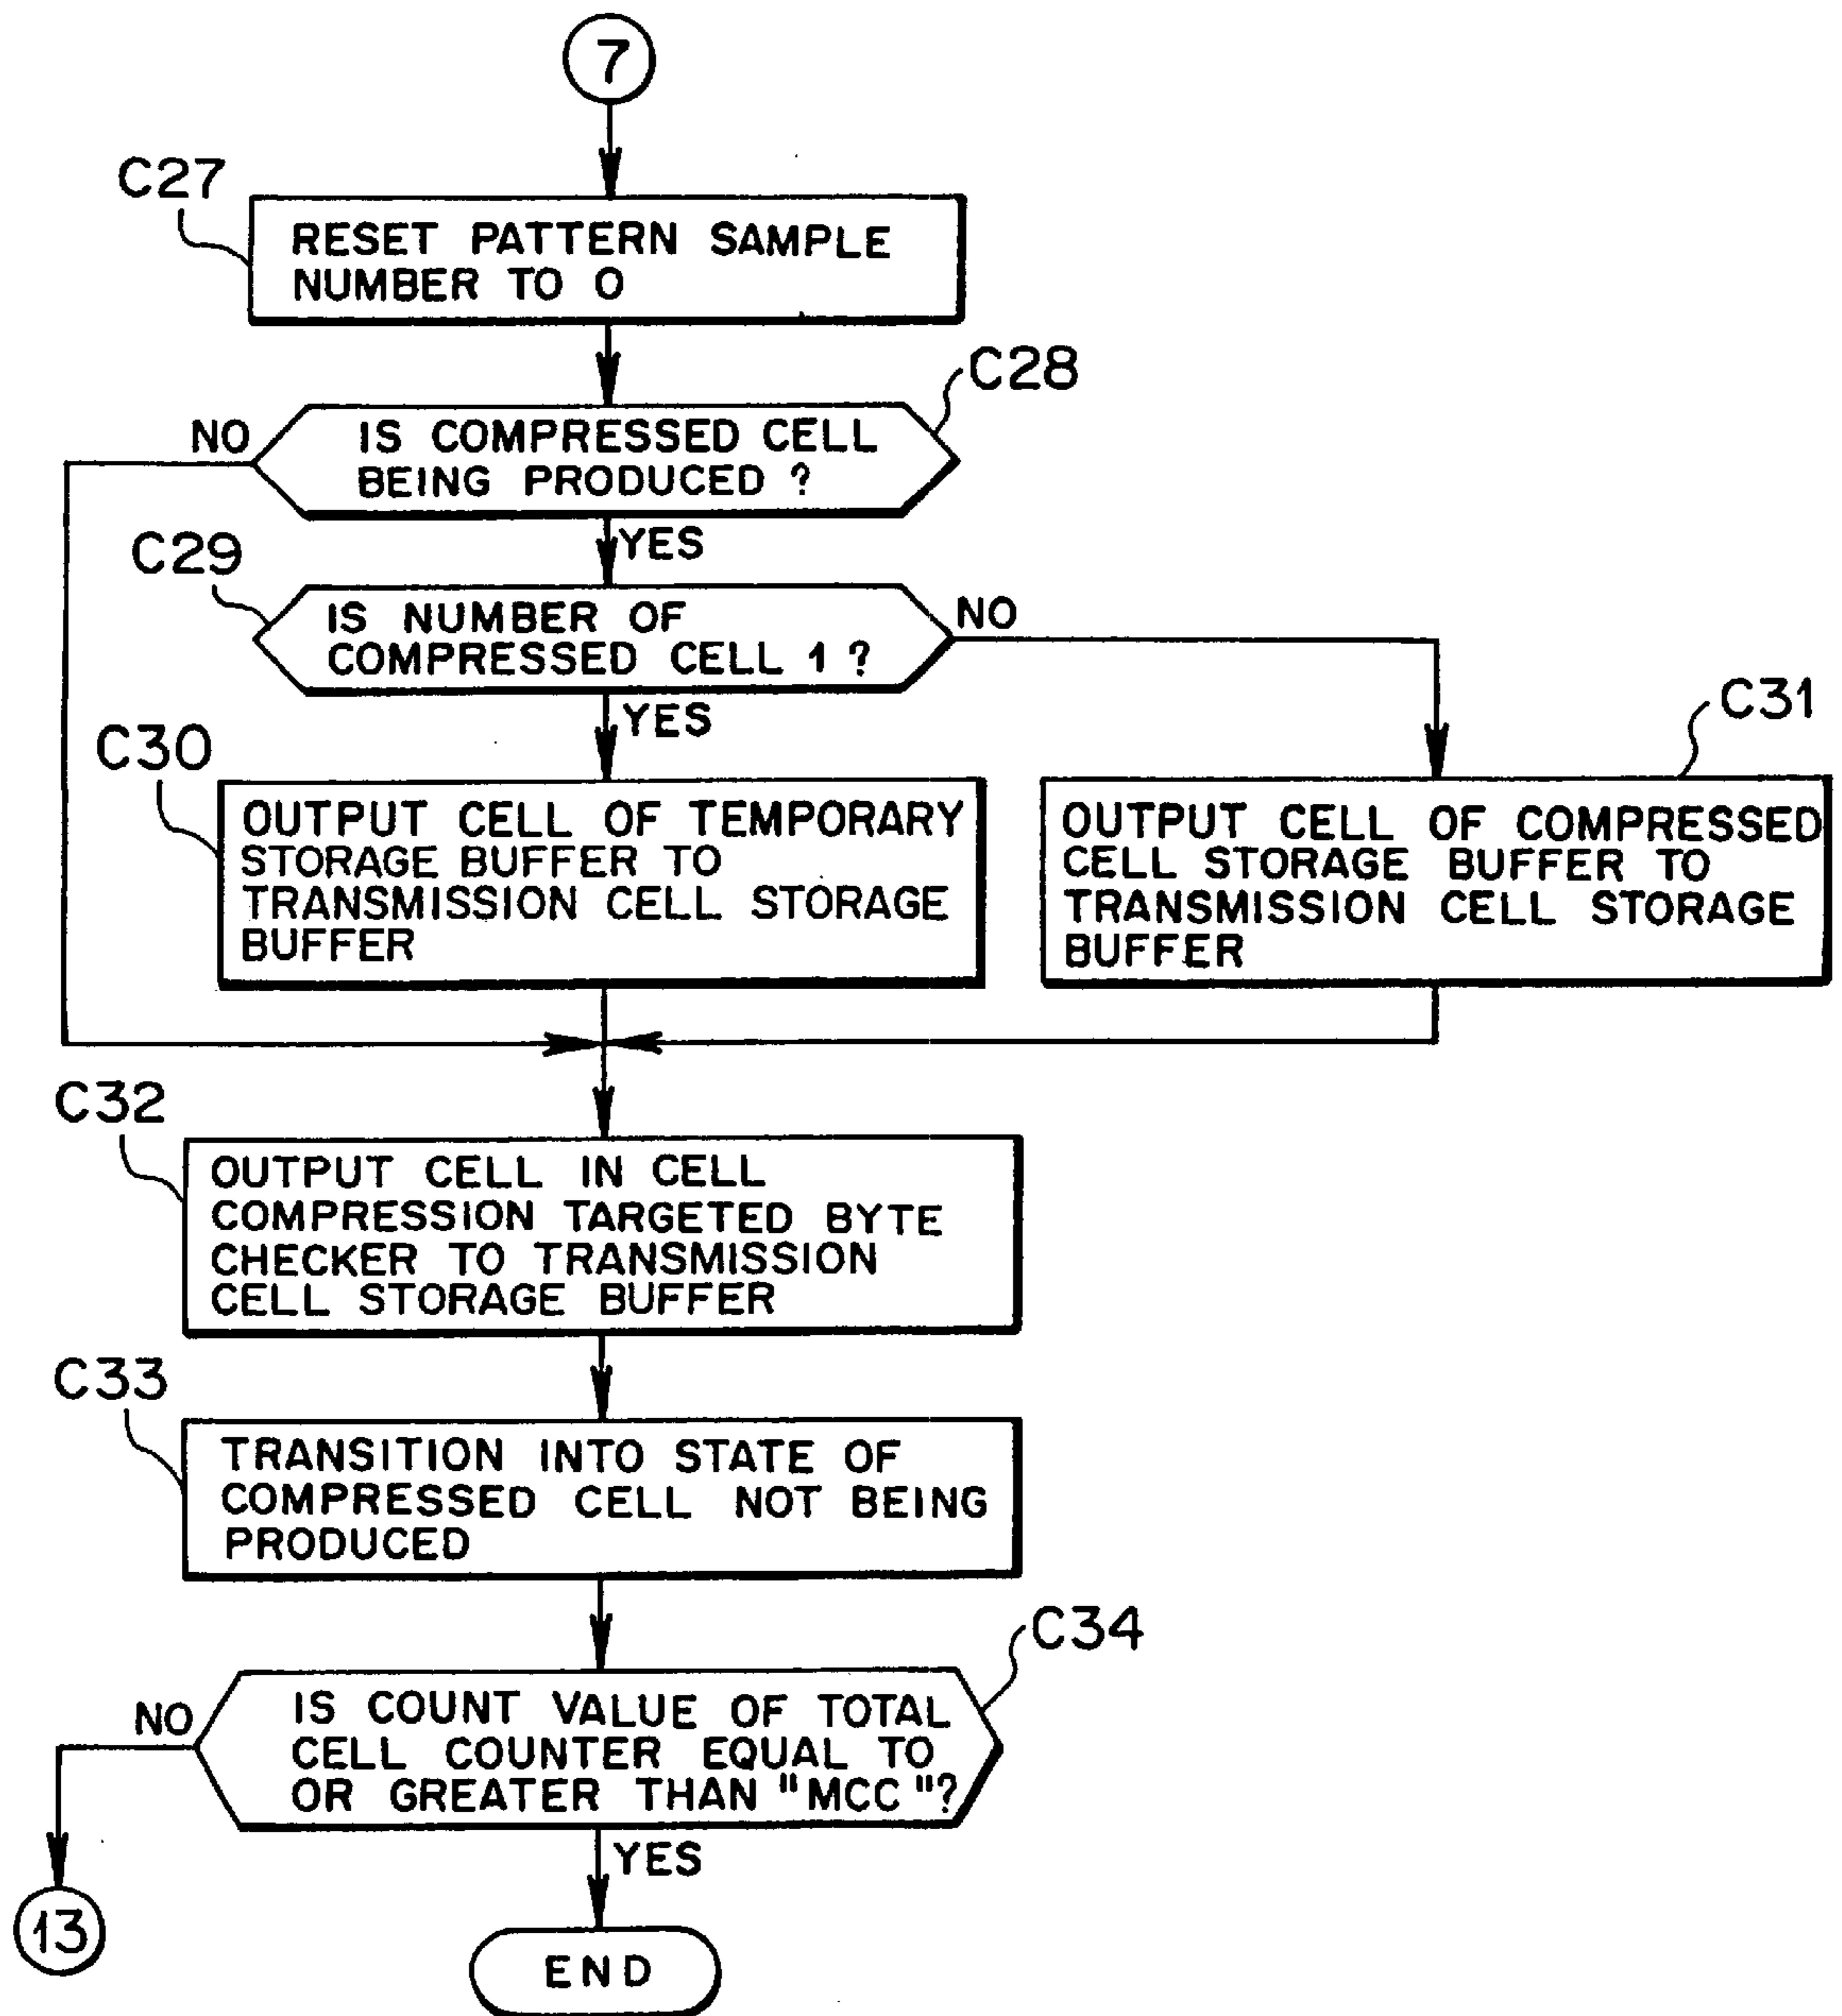 7
C27
RESET PATTERN SAMPLE
NUMBER TO 0
C28
NO
IS COMPRESSED CELL
BEING PRODUCED ?
YES
C29
IS NUMBER OF
COMPRESSED CELL 1 ?
NO
YES
C30
OUTPUT CELL OF TEMPORARY
STORAGE BUFFER TO
TRANSMISSION CELL STORAGE
BUFFER
C31
OUTPUT CELL OF COMPRESSED
CELL STORAGE BUFFER TO
TRANSMISSION CELL STORAGE
BUFFER
C32
OUTPUT CELL IN CELL
COMPRESSION TARGETED BYTE
CHECKER TO TRANSMISSION
CELL STORAGE BUFFER
C33
TRANSITION INTO STATE OF
COMPRESSED CELL NOT BEING
PRODUCED
C34
NO
IS COUNT VALUE OF TOTAL
CELL COUNTER EQUAL TO
OR GREATER THAN "MCC"?
YES
13
END